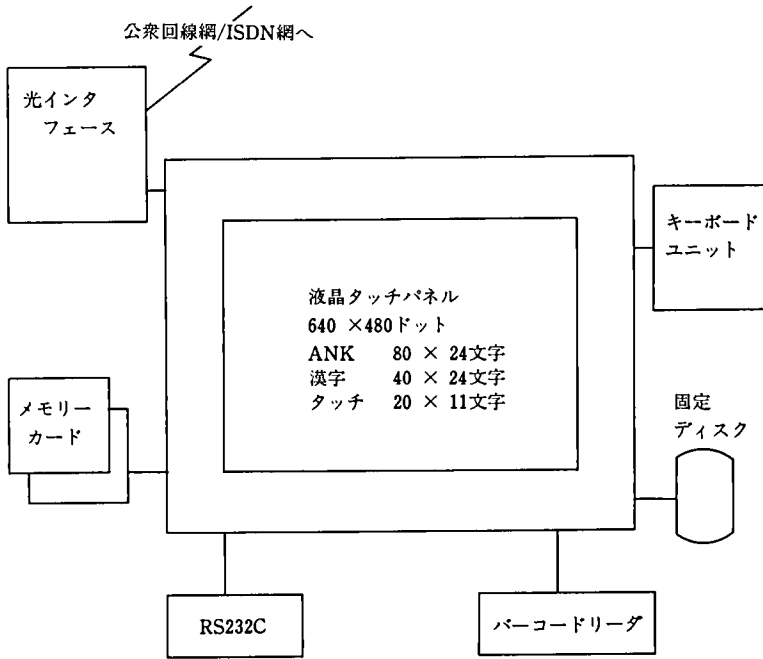 公衆回線網/ISDN網へ
光インタ
フェース
キーボード
ユニット
液晶タッチパネル
640 ×480ドット
ANK 80 × 24文字
漢字 40 × 24文字
タッチ 20 × 11文字
メモリー
カード
固定
ディスク
RS232C
バーコードリーダ